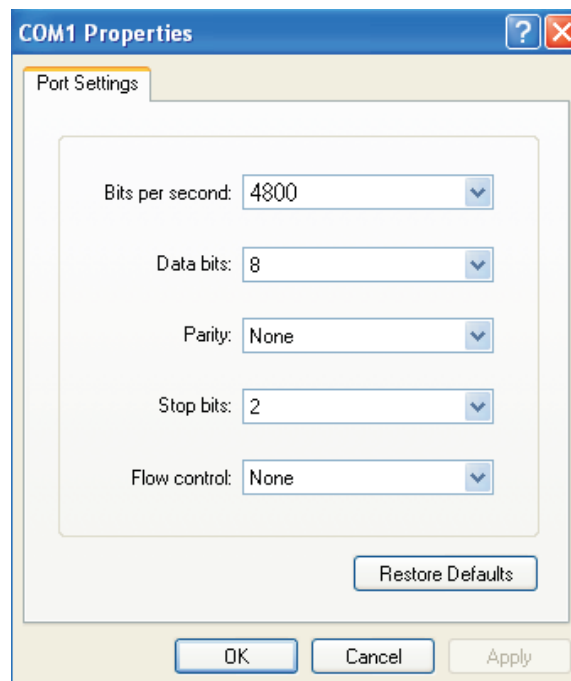 COM1 Properties
Port Settings
Bits per second: 4800
Data bits: 8
Parity: None
Stop bits: 2
Flow control: None
Restore Defaults
OK Cancel Apply